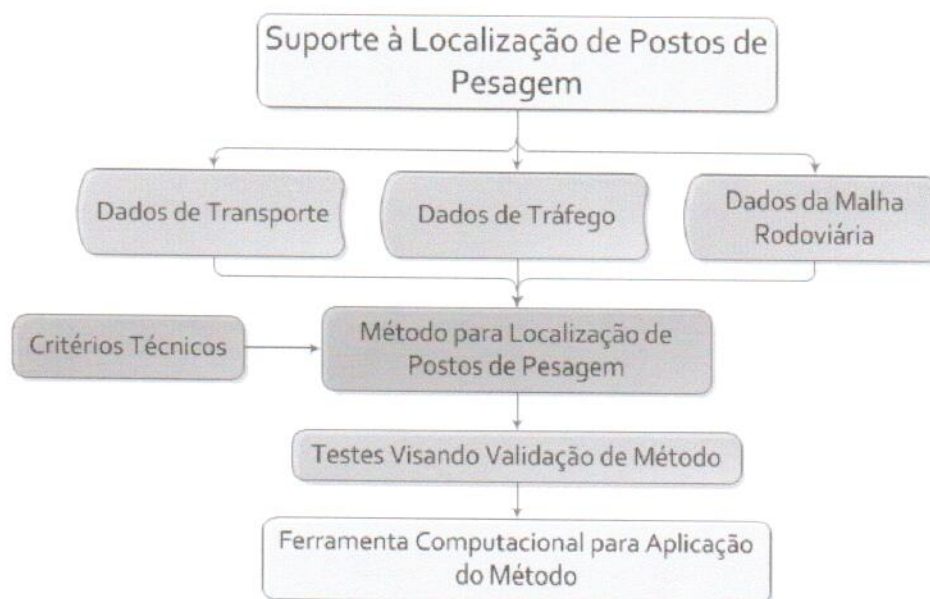 Suporte à Localização de Postos de
Pesagem
Dados de Transporte
Dados de Tráfego
Dados da Malha
Rodoviária
Critérios Técnicos
Método para Localização de
Postos de Pesagem
Testes Visando Validação de Método
Ferramenta Computacional para Aplicação
do Método